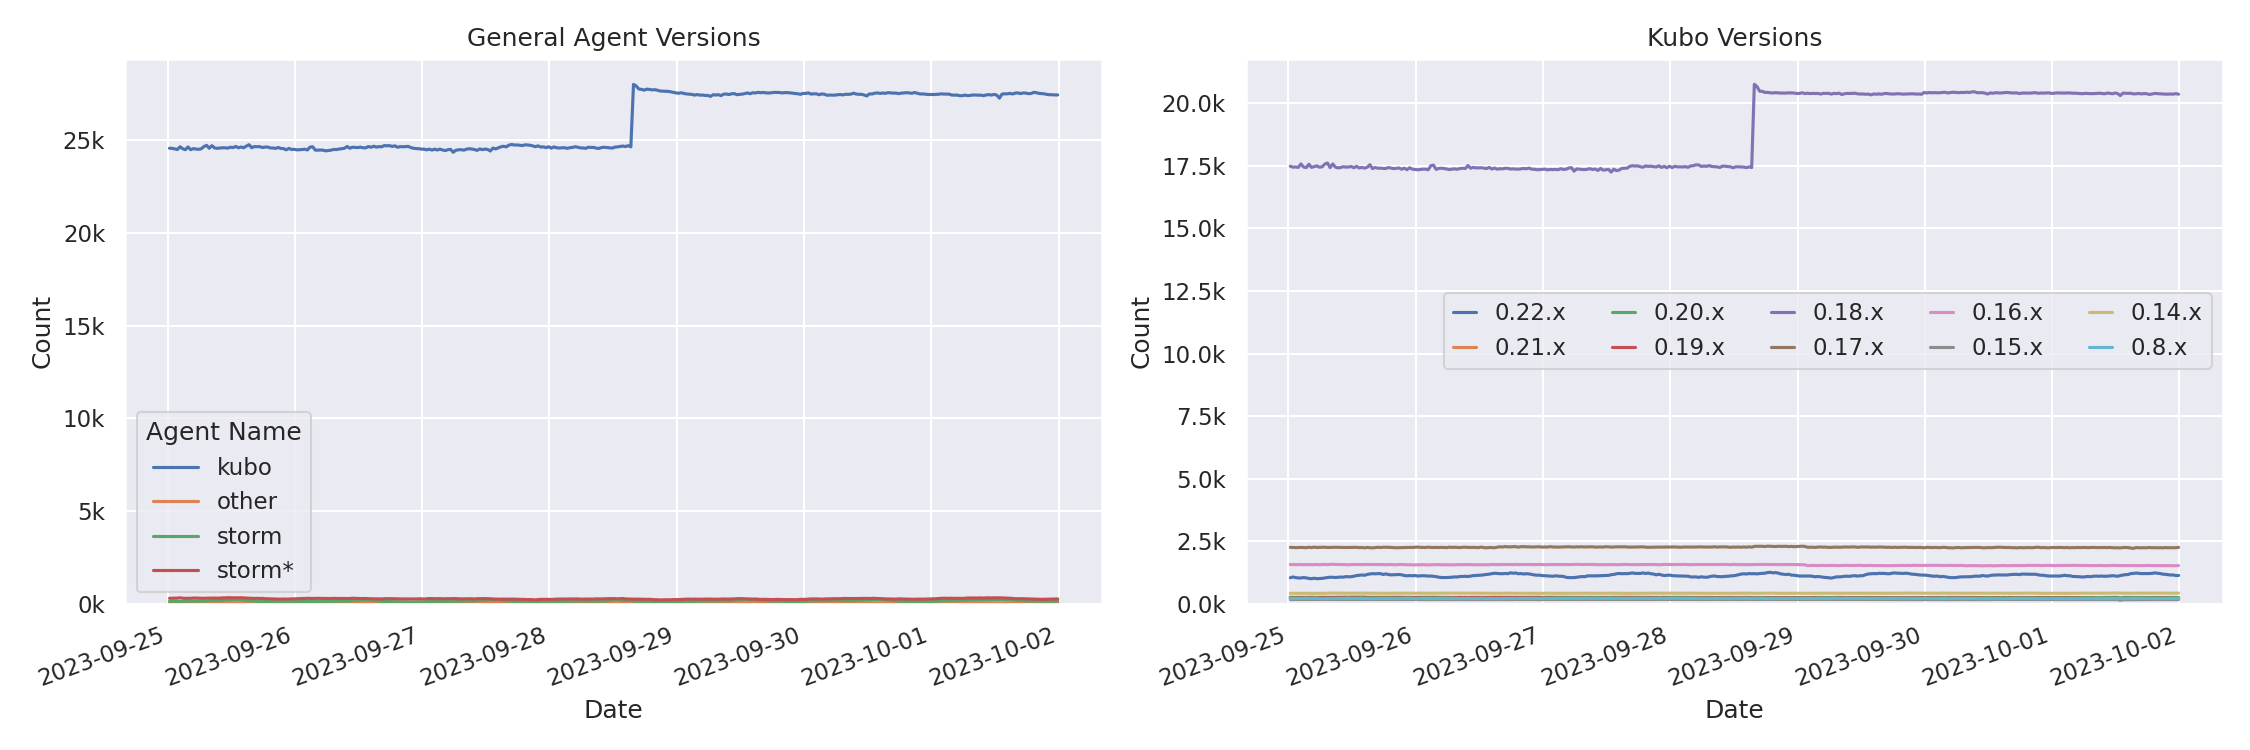 General Agent Versions
Count
25k
20k
15k
10k
5k
0k
Agent Name
kubo
other
storm
storm*
2023-09-25
2023-09-26
2023-09-27
2023-09-28
2023-09-29
2023-09-30
2023-10-01
2023-10-02
Date
Kubo Versions
Count
20.0k
17.5k
15.0k
12.5k
10.0k
7.5k
5.0k
2.5k
0.0k
0.22.x 0.20.x 0.18.x 0.16.x 0.14.x
0.21.x 0.19.x 0.17.x 0.15.x 0.8.x
2023-09-25
2023-09-26
2023-09-27
2023-09-28
2023-09-29
2023-09-30
2023-10-01
2023-10-02
Date